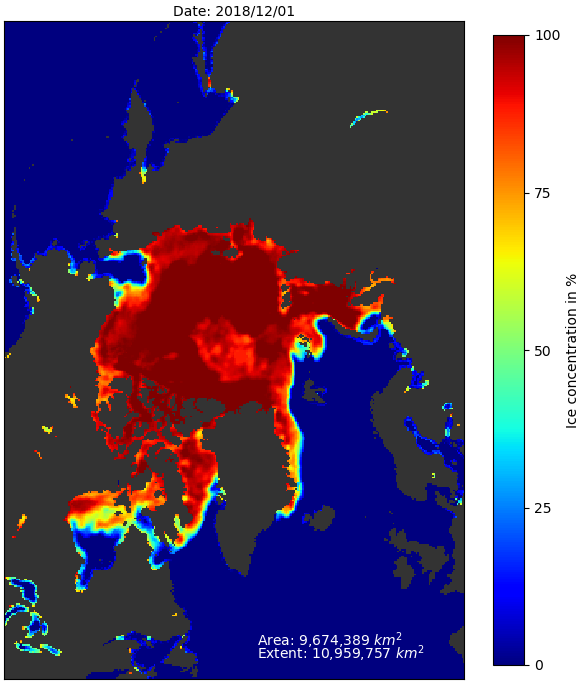 Date: 2018/12/01
100
75
50
25
0
Ice concentration in %
Area: 9,674,389 km²
Extent: 10,959,757 km²